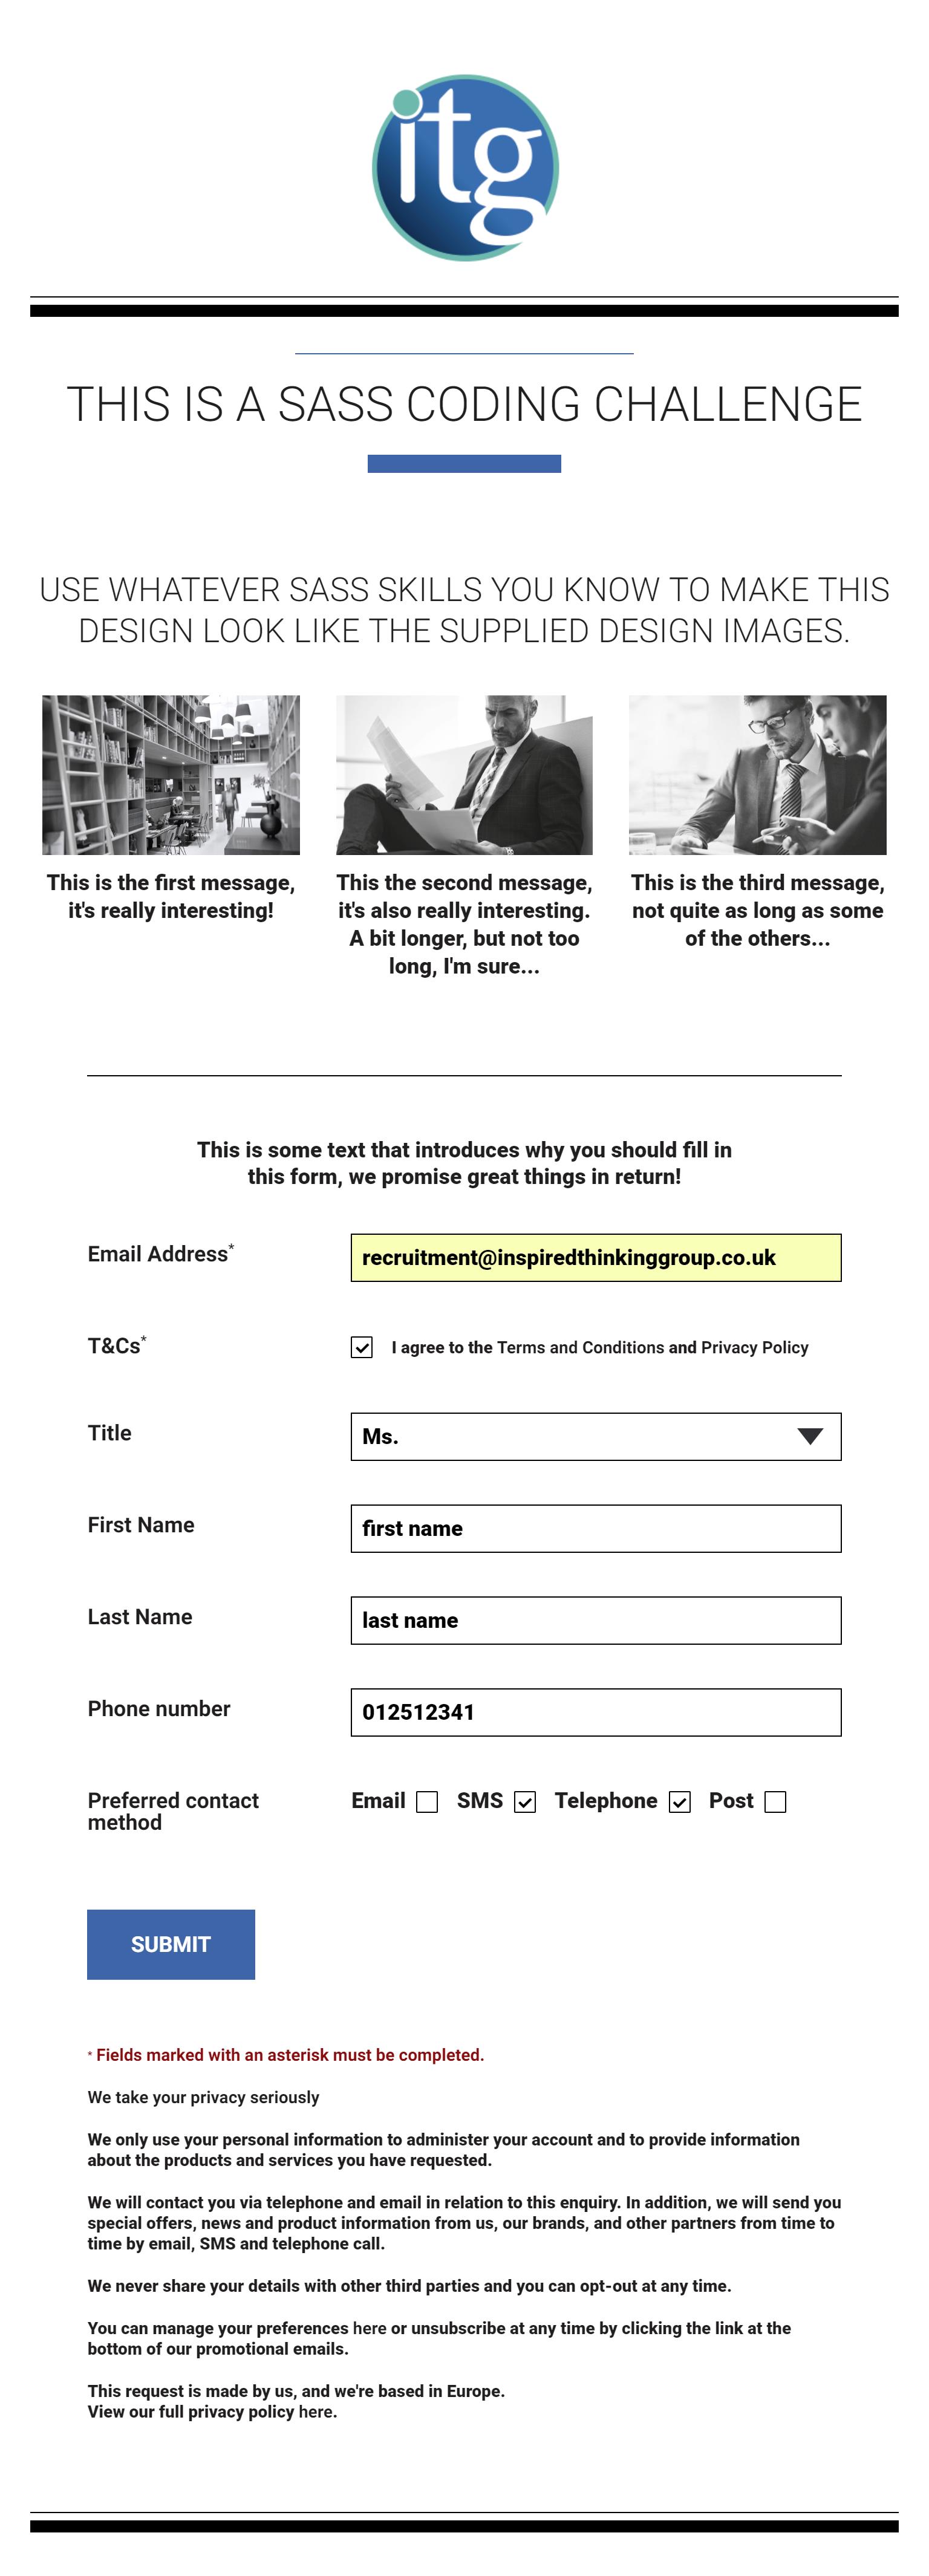 itg
THIS IS A SASS CODING CHALLENGE
USE WHATEVER SASS SKILLS YOU KNOW TO MAKE THIS
DESIGN LOOK LIKE THE SUPPLIED DESIGN IMAGES.
This is the first message,
it's really interesting!
This the second message,
it's also really interesting.
A bit longer, but not too
long, I'm sure...
This is the third message,
not quite as long as some
of the others...
This is some text that introduces why you should fill in
this form, we promise great things in return!
Email Address*
recruitment@inspiredthinkinggroup.co.uk
T&Cs*
I agree to the Terms and Conditions and Privacy Policy
Title
Ms.
First Name
first name
Last Name
last name
Phone number
012512341
Preferred contact
method
Email SMS Telephone Post
SUBMIT
* Fields marked with an asterisk must be completed.
We take your privacy seriously
We only use your personal information to administer your account and to provide information
about the products and services you have requested.
We will contact you via telephone and email in relation to this enquiry. In addition, we will send you
special offers, news and product information from us, our brands, and other partners from time to
time by email, SMS and telephone call.
We never share your details with other third parties and you can opt-out at any time.
You can manage your preferences here or unsubscribe at any time by clicking the link at the
bottom of our promotional emails.
This request is made by us, and we're based in Europe.
View our full privacy policy here.